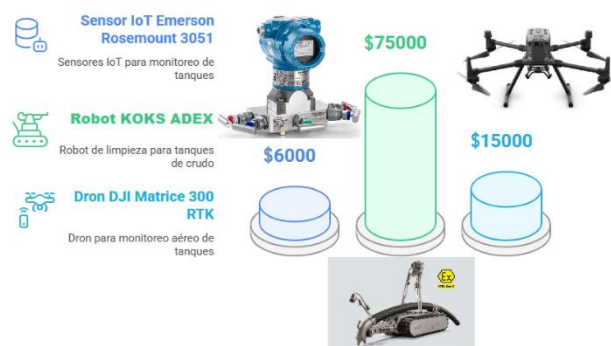 Sensor IoT Emerson
Rosemount 3051
Sensores IoT para monitoreo de
tanques
Robot KOKS ADEX
Robot de limpieza para tanques
de crudo
Dron DJI Matrice 300
RTK
Dron para monitoreo aéreo de
tanques
$6000
$75000
$15000
Ex